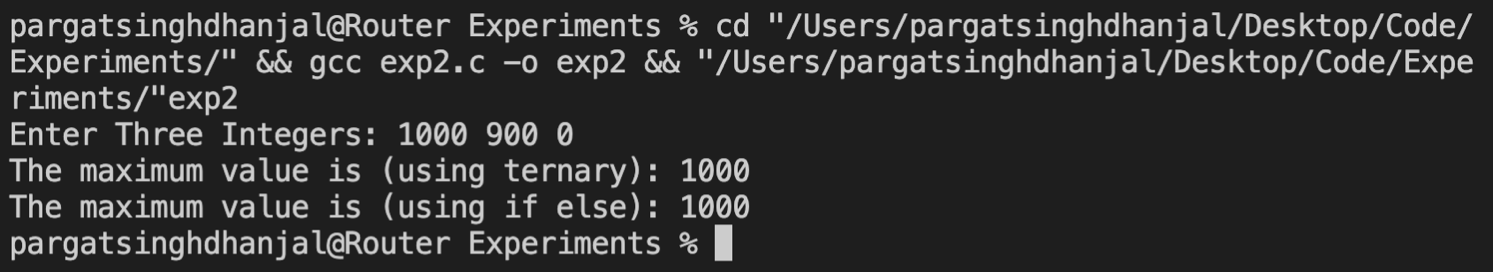 pargatsinghdhanjal@Router Experiments % cd "/Users/pargatsinghdhanjal/Desktop/Code/
Experiments/" && gcc exp2.c -o exp2 && "/Users/pargatsinghdhanjal/Desktop/Code/Expe
riments/"exp2
Enter Three Integers: 1000 900 0
The maximum value is (using ternary): 1000
The maximum value is (using if else): 1000
pargatsinghdhanjal@Router Experiments %